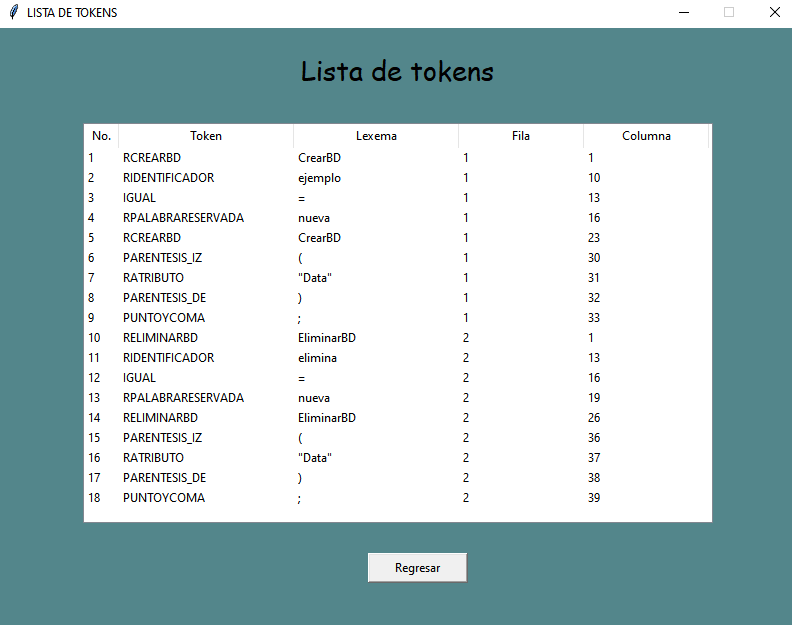 LISTA DE TOKENS
Lista de tokens
No. Token Lexema Fila Columna
1 RCREARBD CrearBD 1 1
2 RIDENTIFICADOR ejemplo 1 10
3 IGUAL = 1 13
4 RPALABRARESERVADA nueva 1 16
5 RCREARBD CrearBD 1 23
6 PARENTESIS_IZ ( 1 30
7 RATRIBUTO "Data" 1 31
8 PARENTESIS_DE ) 1 32
9 PUNTOYCOMA ; 1 33
10 RELIMINARBD EliminarBD 2 1
11 RIDENTIFICADOR elimina 2 13
12 IGUAL = 2 16
13 RPALABRARESERVADA nueva 2 19
14 RELIMINARBD EliminarBD 2 26
15 PARENTESIS_IZ ( 2 36
16 RATRIBUTO "Data" 2 37
17 PARENTESIS_DE ) 2 38
18 PUNTOYCOMA ; 2 39
Regresar